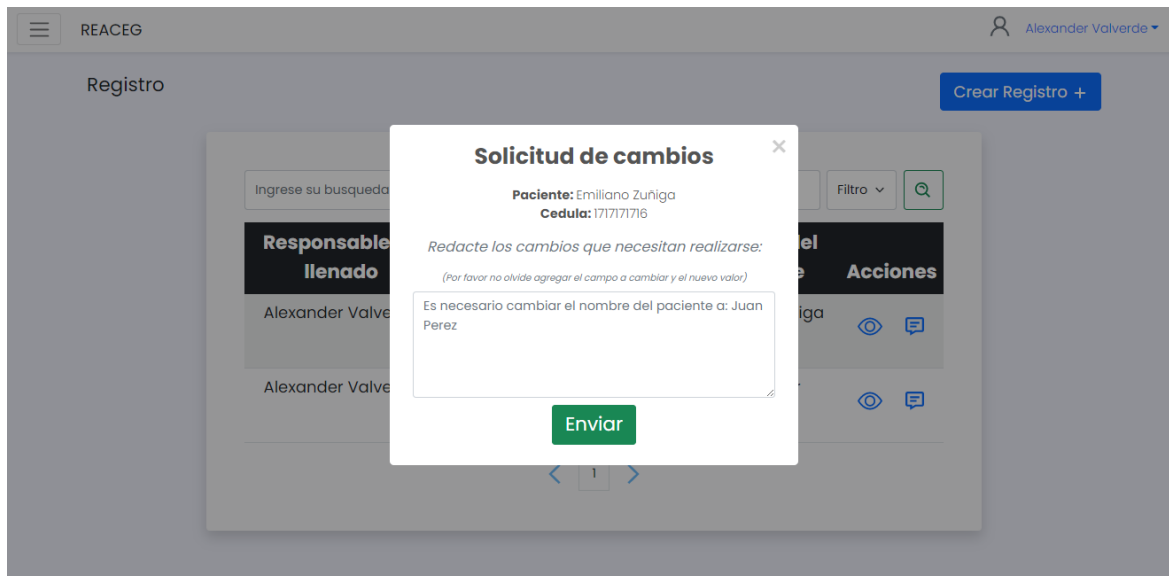 REACEG
Alexander Valverde
Registro
Crear Registro +
Solicitud de cambios
×
Paciente: Emiliano Zuñiga
Cedula: 1717171716
Ingrese su busqueda
Filtro
Redacte los cambios que necesitan realizarse:
(Por favor no olvide agregar el campo a cambiar y el nuevo valor)
Responsable
llenado
el
Acciones
Es necesario cambiar el nombre del paciente a: Juan
Perez
Alexander Valve
iga
Alexander Valve
Enviar
1